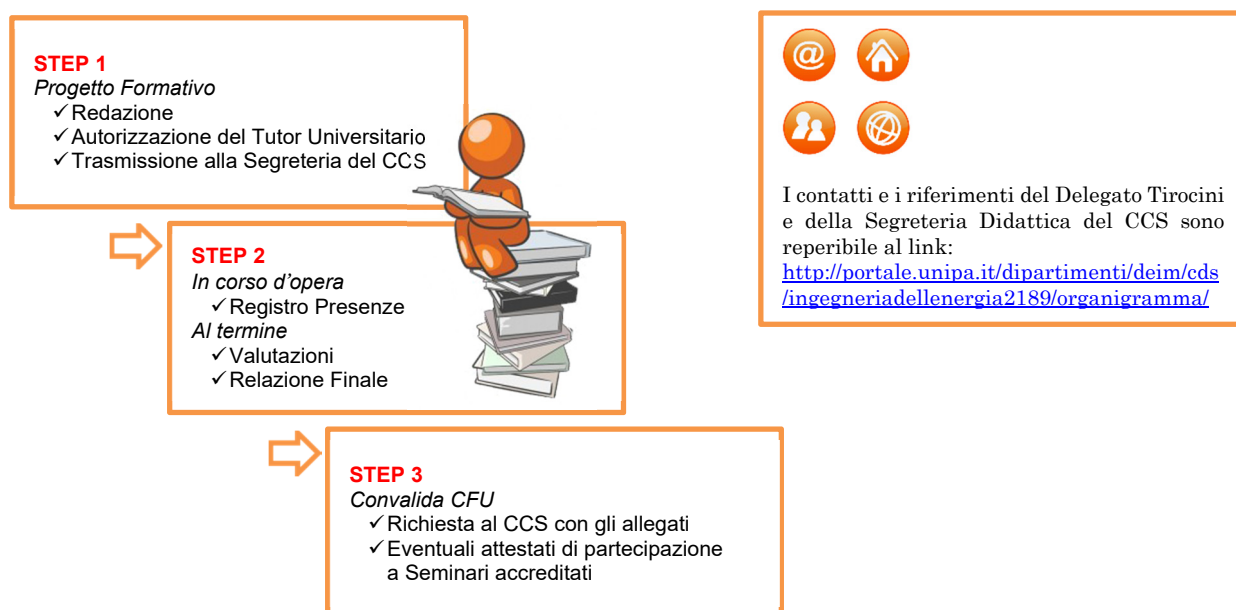 STEP 1
Progetto Formativo
✓Redazione
✓Autorizzazione del Tutor Universitario
✓Trasmissione alla Segreteria del CCS
STEP 2
In corso d'opera
✓Registro Presenze
Al termine
✓Valutazioni
✓Relazione Finale
STEP 3
Convalida CFU
✓Richiesta al CCS con gli allegati
✓Eventuali attestati di partecipazione
a Seminari accreditati
@
I contatti e i riferimenti del Delegato Tirocini
e della Segreteria Didattica del CCS sono
reperibile al link:
http://portale.unipa.it/dipartimenti/deim/cds
/ingegneriadellenergia2189/organigramma/